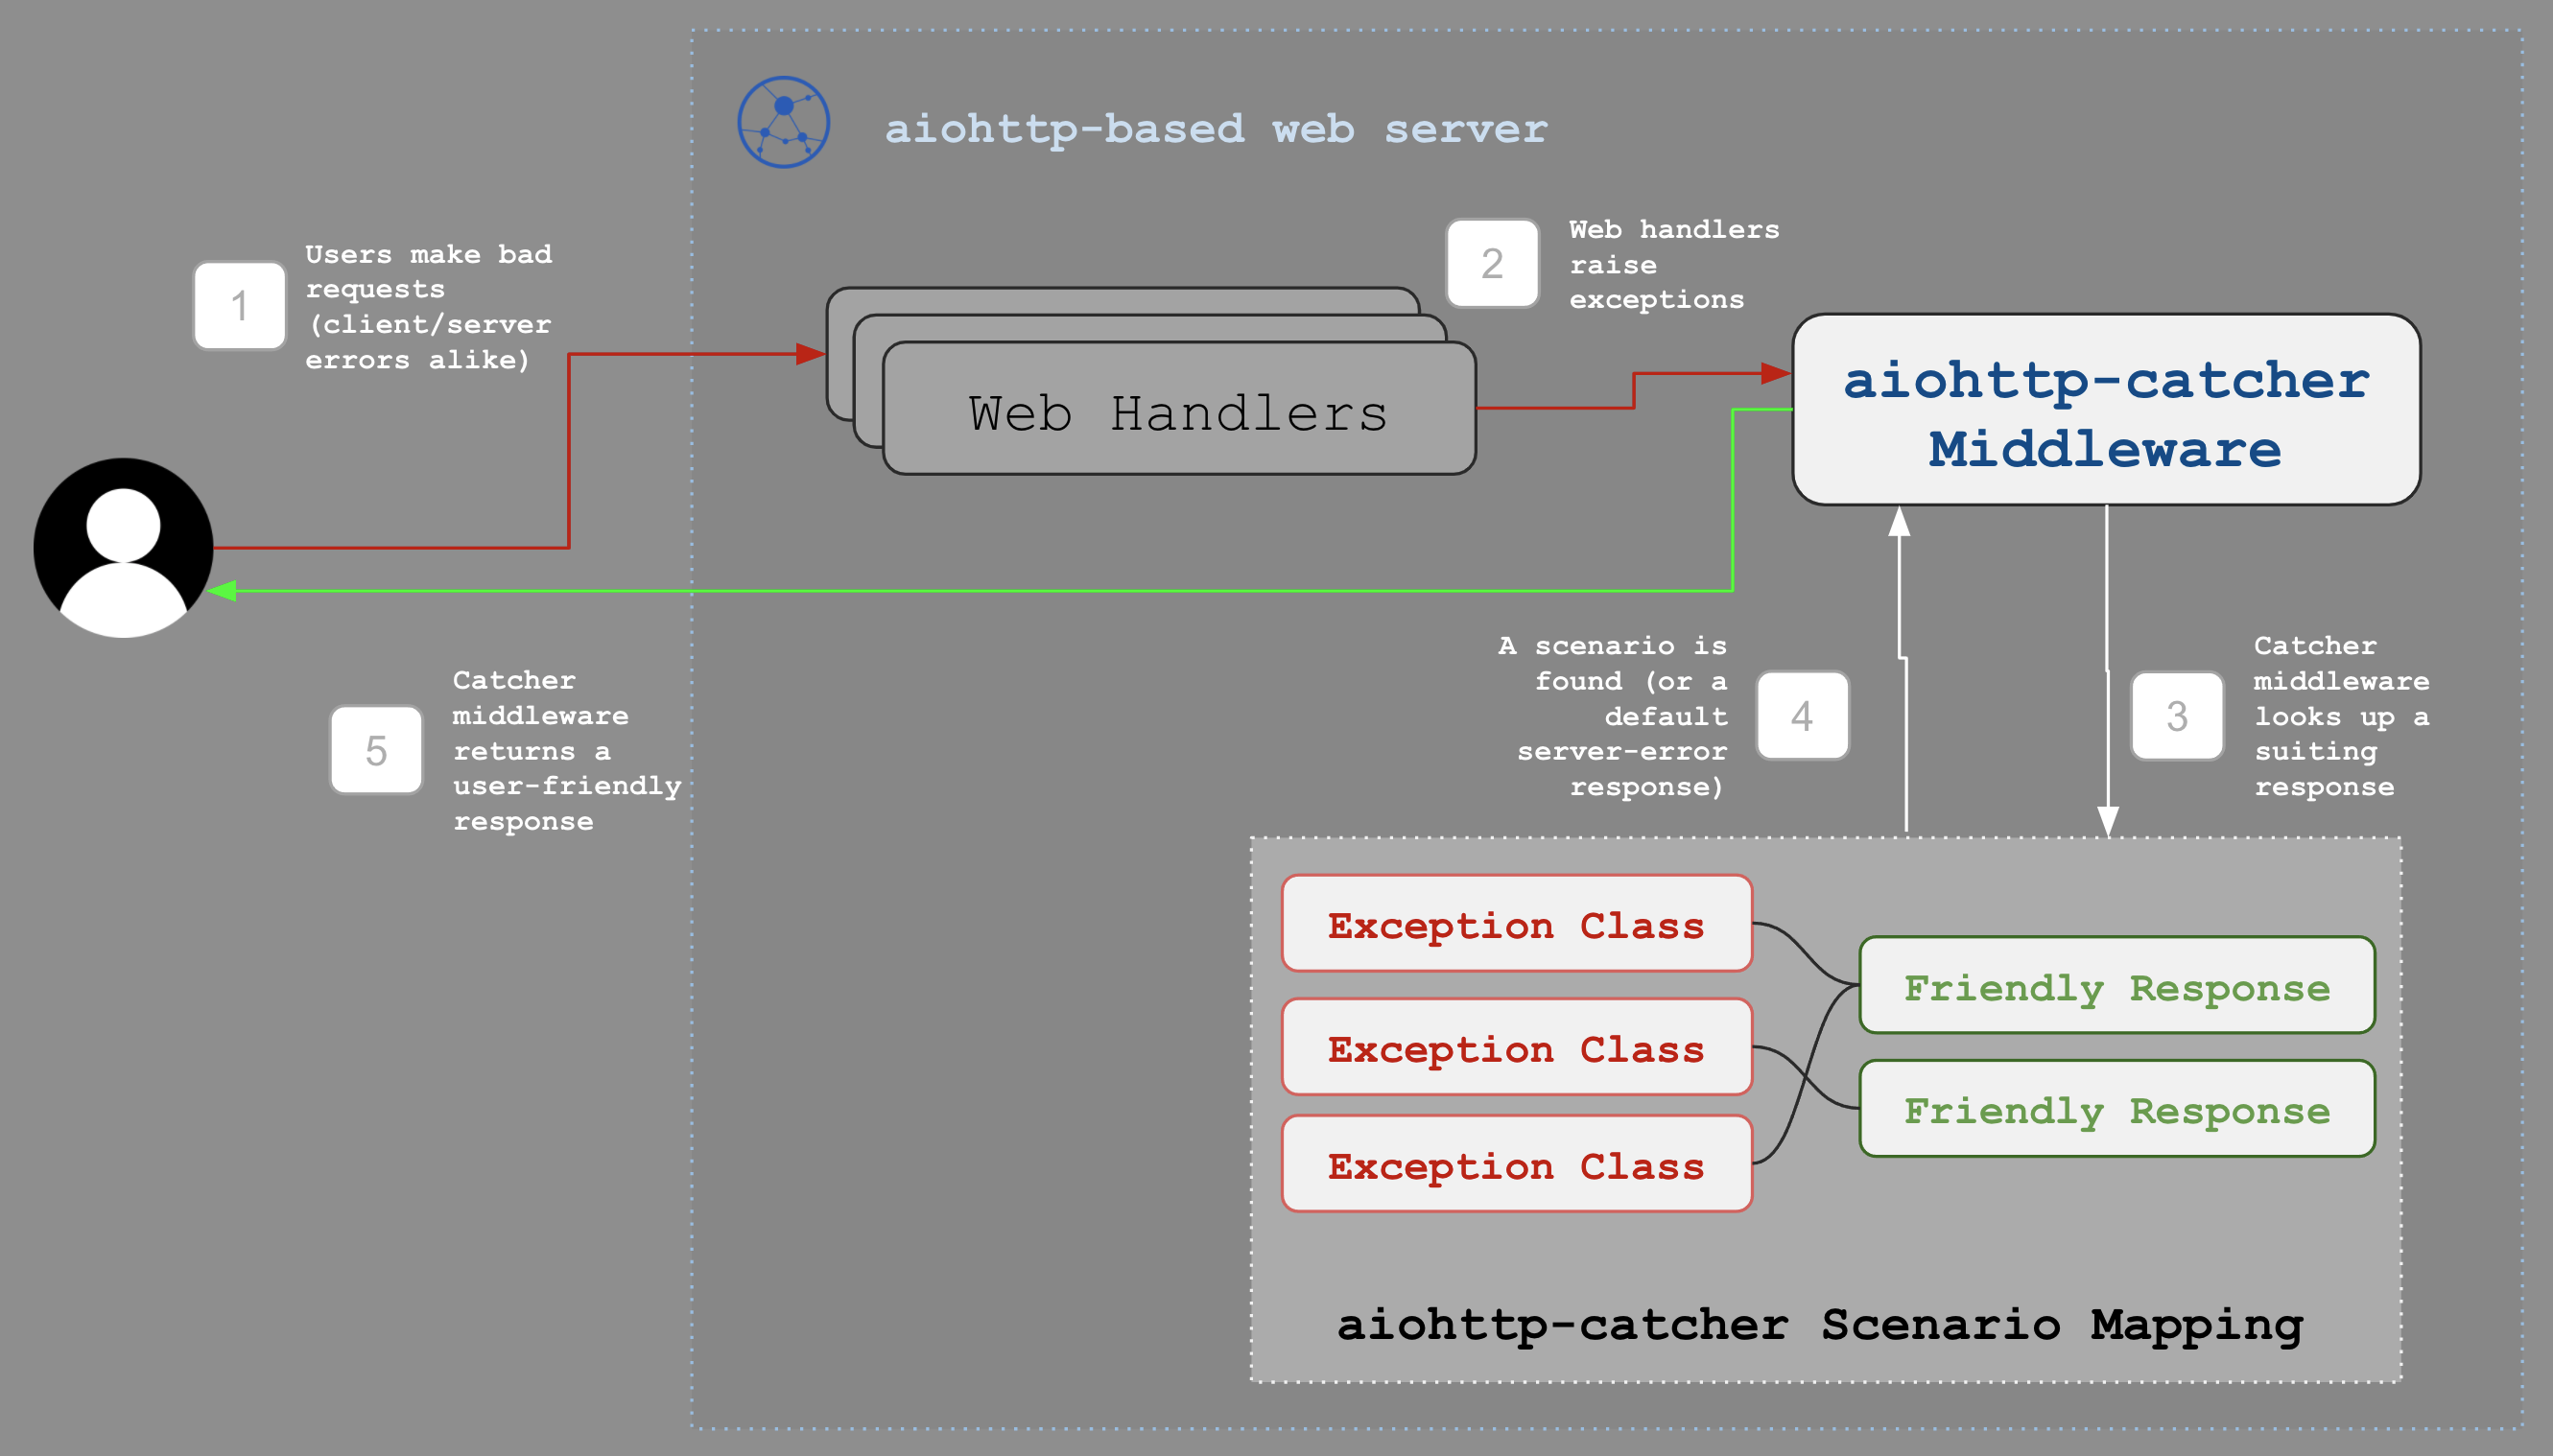 aiohttp-based web server
1
Users make bad
requests
(client/server
errors alike)
2
Web handlers
raise
exceptions
Web Handlers
aiohttp-catcher
Middleware
3
Catcher
middleware
looks up a
suiting
response
4
A scenario is
found (or a
default
server-error
response)
5
Catcher
middleware
returns a
user-friendly
response
Exception Class
Exception Class
Exception Class
Friendly Response
Friendly Response
aiohttp-catcher Scenario Mapping